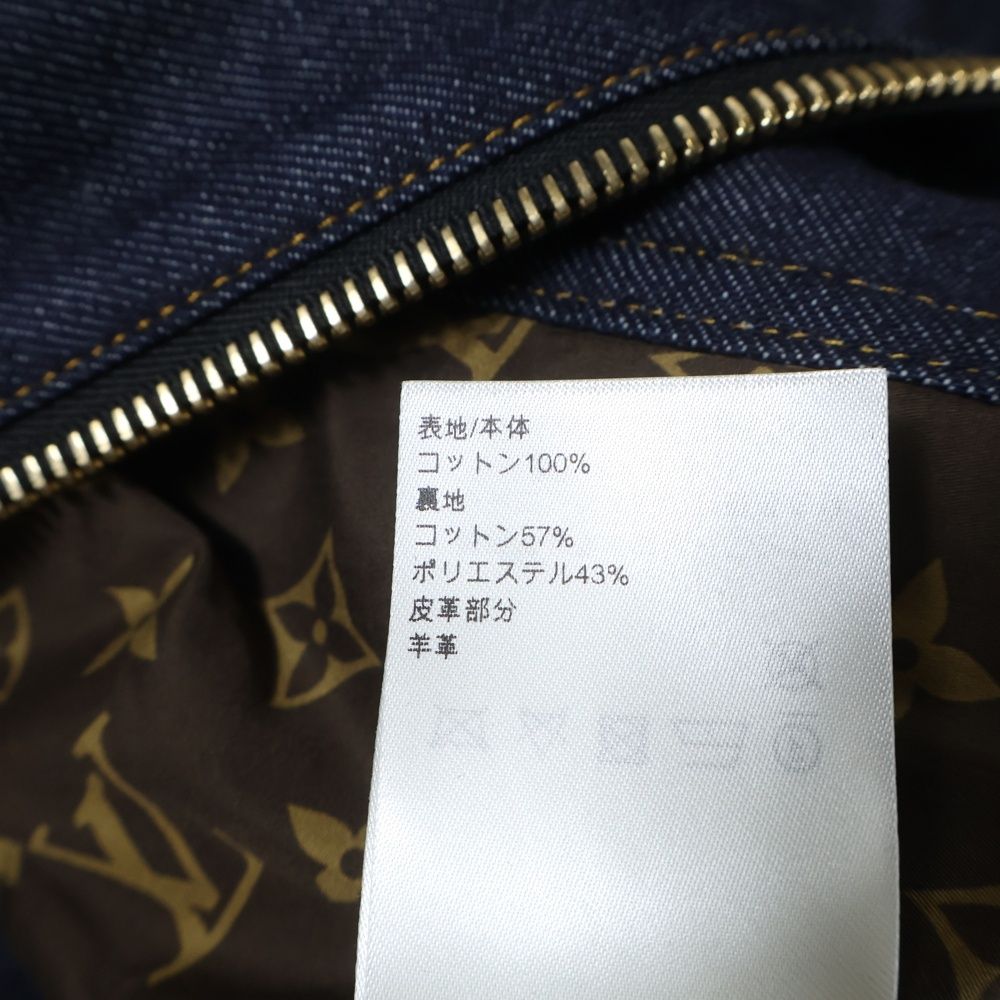 表地/本体
コットン100%
裏地
コットン57%
ポリエステル43%
皮革部分
羊革